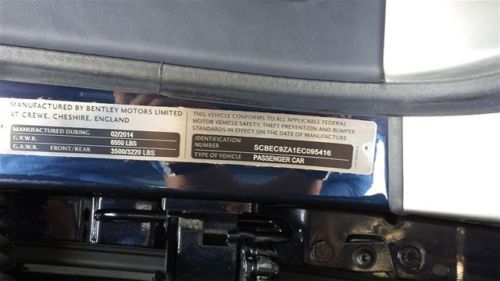 MANUFACTURED BY BENTLEY MOTORS LIMITED
AT CREWE, CHESHIRE, ENGLAND
MANUFACTURED DURING 02/2014
G.V.W.R. 6550 LBS
G.A.W.R. FRONT/REAR 3500/3220 LBS
THIS VEHICLE CONFORMS TO ALL APPLICABLE FEDERAL
MOTOR VEHICLE SAFETY, THEFT PREVENTION AND BUMPER
STANDARDS IN EFFECT ON THE DATE OF MANUFACTURE SHOWN ABOVE
IDENTIFICATION
NUMBER SCBEC9ZA1EC095416
TYPE OF VEHICLE PASSENGER CAR